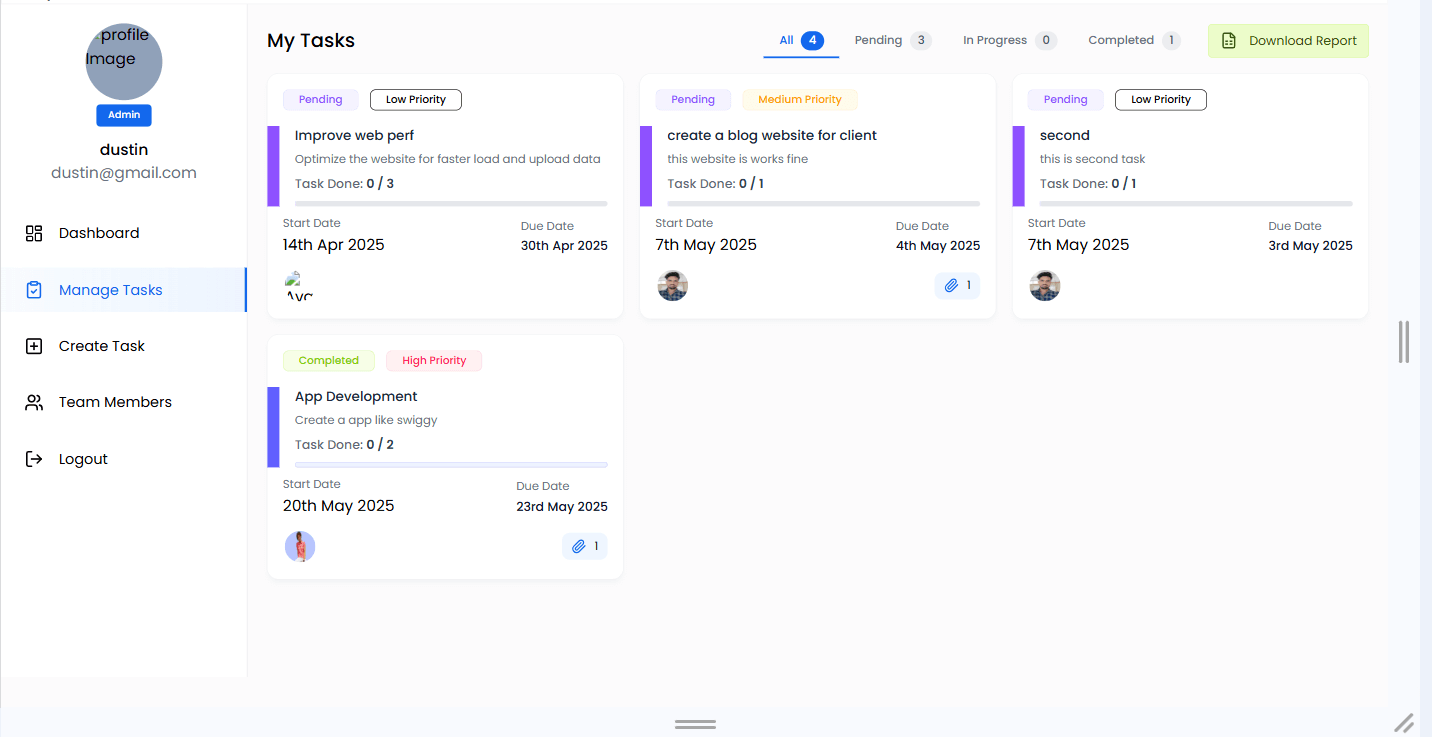 profile
Image
Admin
dustin
dustin@gmail.com
Dashboard
Manage Tasks
Create Task
Team Members
Logout
My Tasks
All 4
Pending 3
In Progress 0
Completed 1
Download Report
Pending Low Priority
Improve web perf
Optimize the website for faster load and upload data
Task Done: 0 / 3
Start Date Due Date
14th Apr 2025 30th Apr 2025
Pending Medium Priority
create a blog website for client
this website is works fine
Task Done: 0 / 1
Start Date Due Date
7th May 2025 4th May 2025
1
Pending Low Priority
second
this is second task
Task Done: 0 / 1
Start Date Due Date
7th May 2025 3rd May 2025
Completed High Priority
App Development
Create a app like swiggy
Task Done: 0 / 2
Start Date Due Date
20th May 2025 23rd May 2025
1